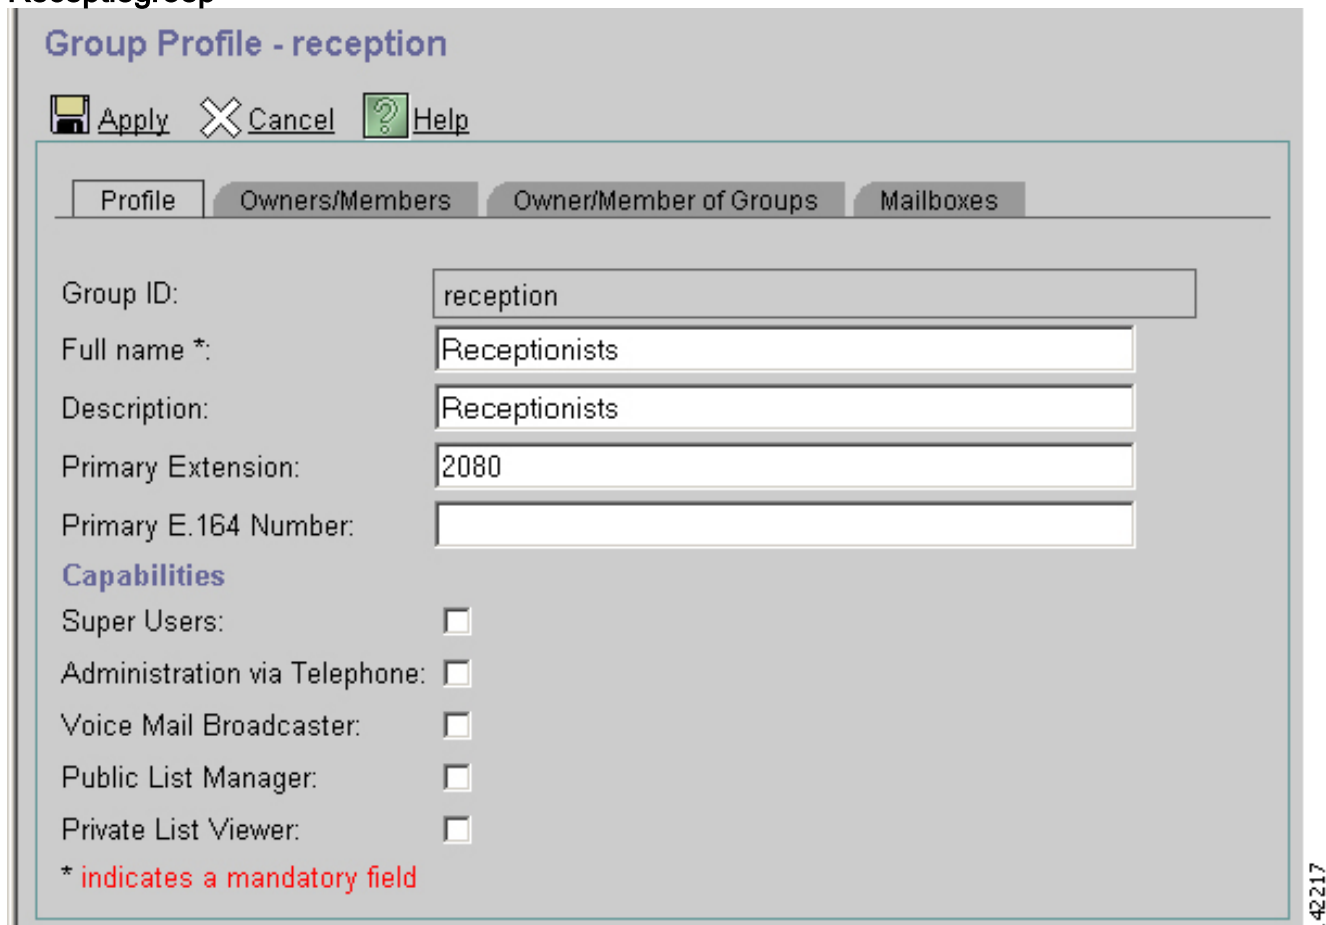 Receptiegroep
Group Profile - reception
Apply Cancel Help
Profile Owners/Members Owner/Member of Groups Mailboxes
Group ID: reception
Full name *: Receptionists
Description: Receptionists
Primary Extension: 2080
Primary E.164 Number:
Capabilities
Super Users:
Administration via Telephone:
Voice Mail Broadcaster:
Public List Manager:
Private List Viewer:
* indicates a mandatory field
42217